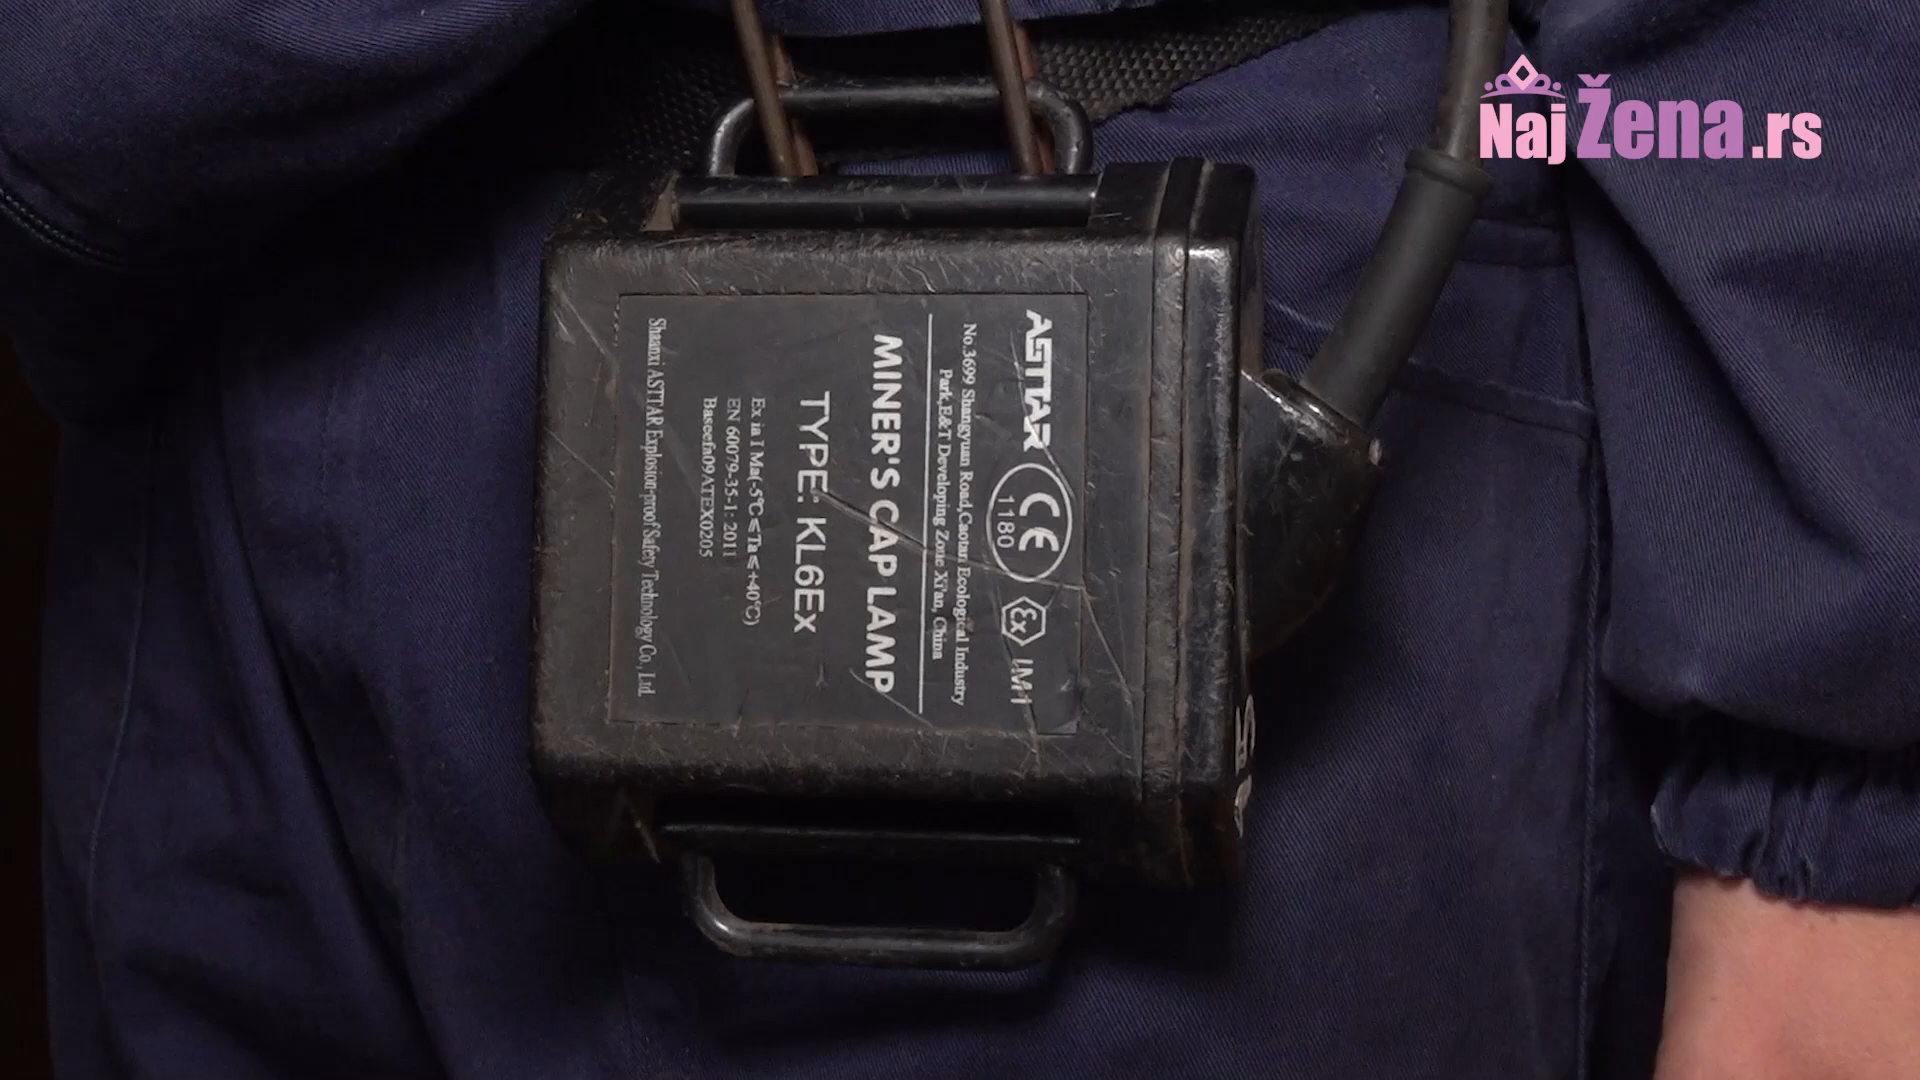 Naj Žena.rs
ASTTAR CE 1180 Ex IM1
No.3699 Shangyuan Road,Caotan Ecological Industry
Park,E&T Developing Zone Xi'an, China
MINER'S CAP LAMP
TYPE: KL6Ex
Ex ia I Ma(-5℃≤Ta≤+40℃)
EN 60079-35-1: 2011
Baseefa09ATEX0205
Shaanxi ASTTAR Explosion-proof Safety Technology Co., Ltd.